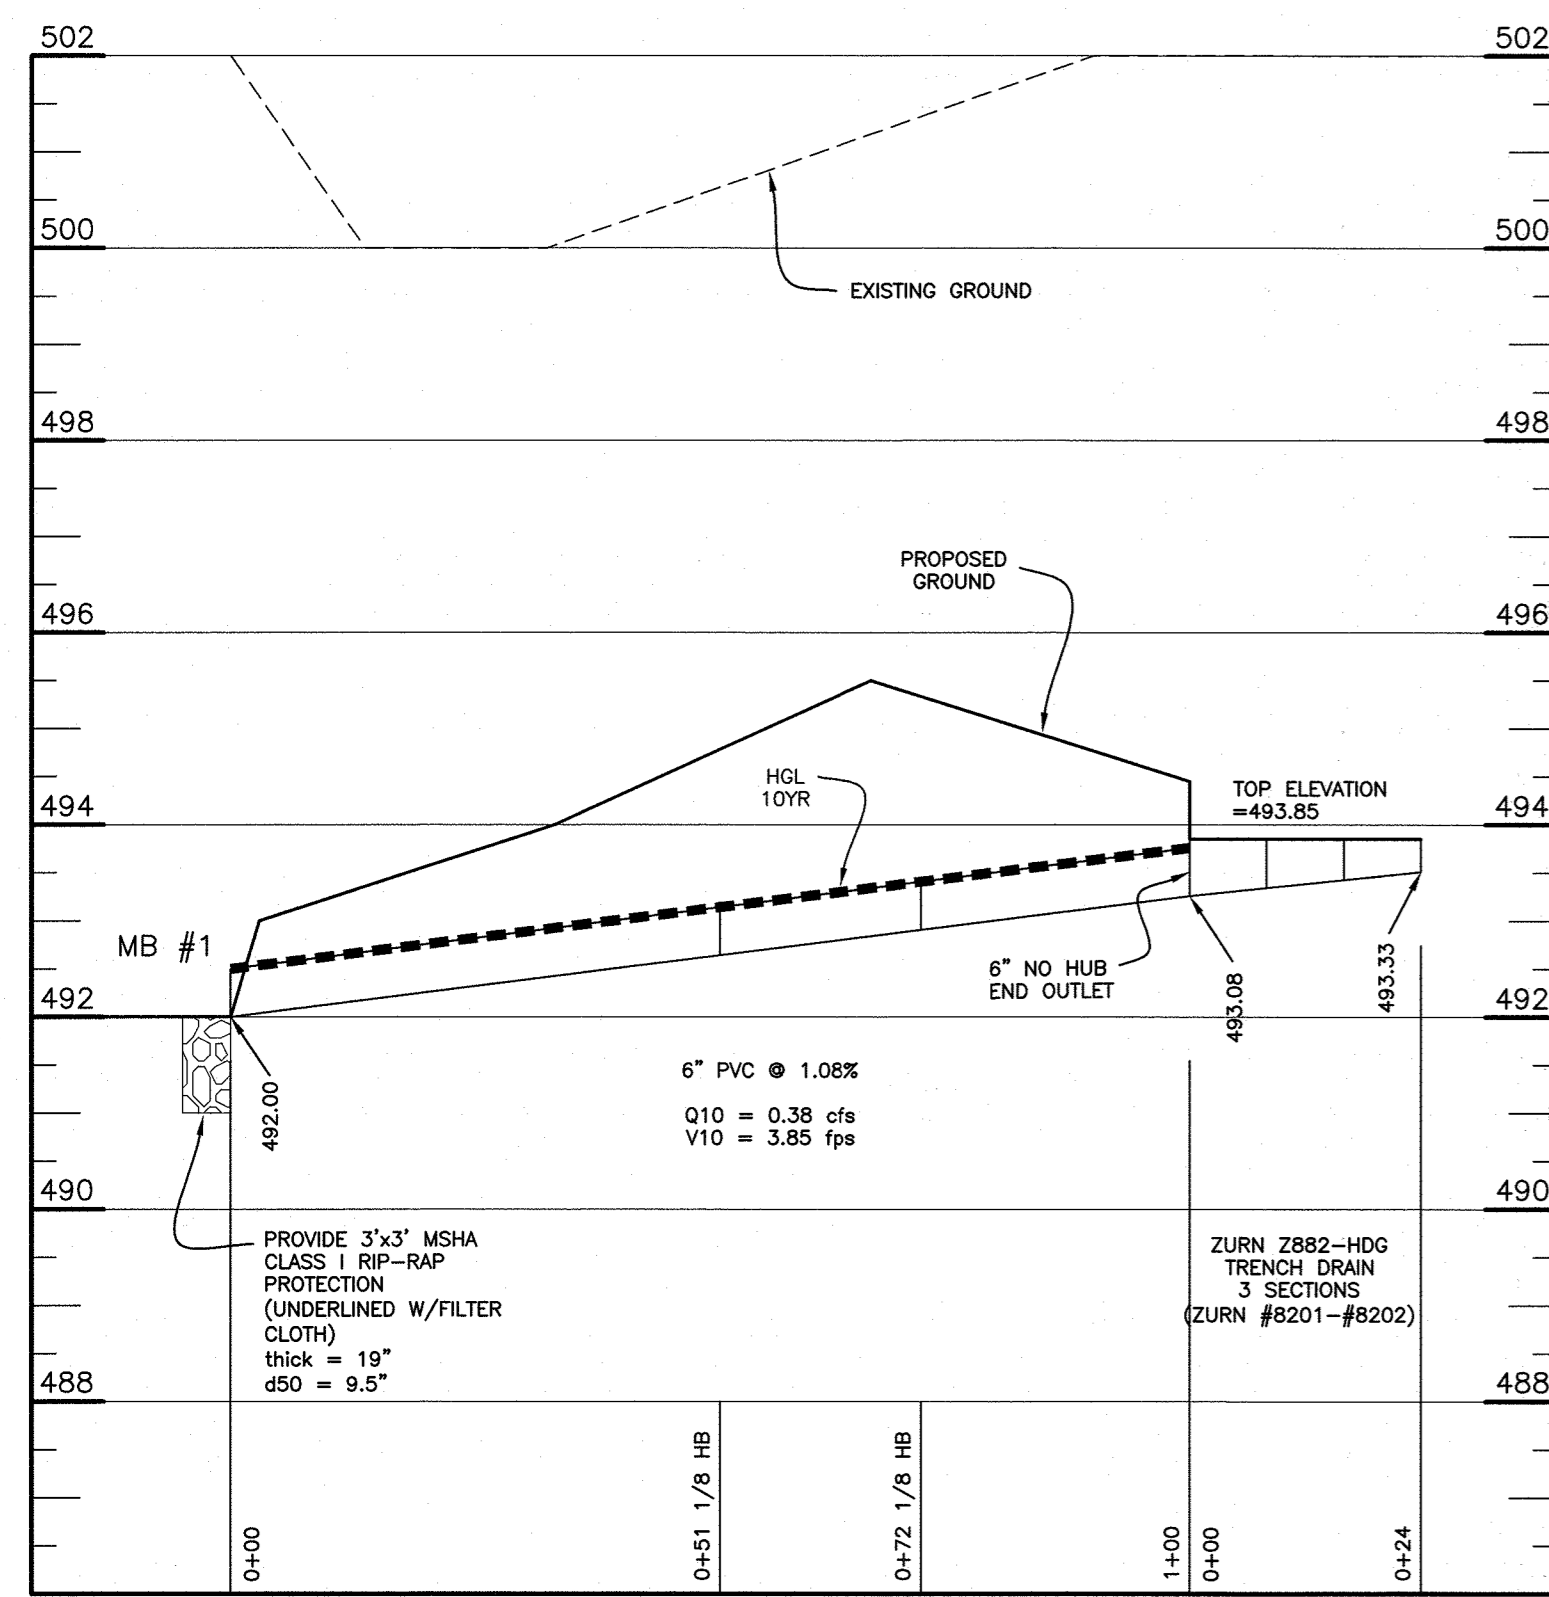 502
502
500
500
EXISTING GROUND
498
498
PROPOSED
GROUND
496
496
HGL
10YR
TOP ELEVATION
=493.85
494
494
MB #1
6" NO HUB
END OUTLET
493.08
493.33
492
492
492.00
6" PVC @ 1.08%
Q10 = 0.38 cfs
V10 = 3.85 fps
490
490
PROVIDE 3'x3' MSHA
CLASS I RIP-RAP
PROTECTION
(UNDERLINED W/FILTER
CLOTH)
thick = 19"
d50 = 9.5"
ZURN Z882-HDG
TRENCH DRAIN
3 SECTIONS
(ZURN #8201-#8202)
488
488
0+00
0+51 1/8 HB
0+72 1/8 HB
1+00
0+00
0+24